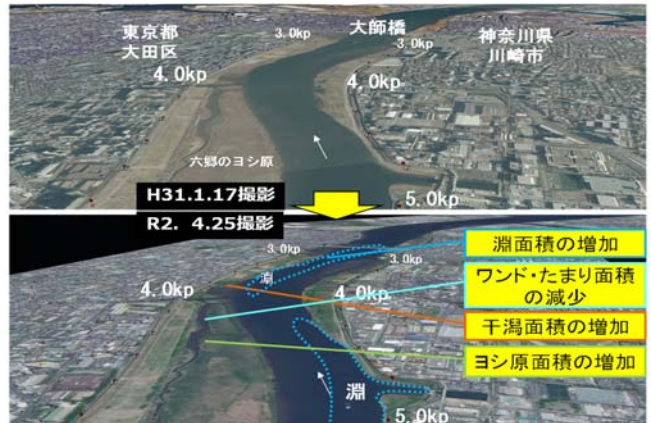 東京都
大田区
3.0kp
大師橋
3.0kp
神奈川県
川崎市
4.0kp
4.0kp
六郷のヨシ原
5.0kp
H31.1.17撮影
R2. 4.25撮影
3.0kp
3.0kp
淵
4.0kp
4.0kp
淵
5.0kp
淵面積の増加
ワンド・たまり面積
の減少
干潟面積の増加
ヨシ原面積の増加